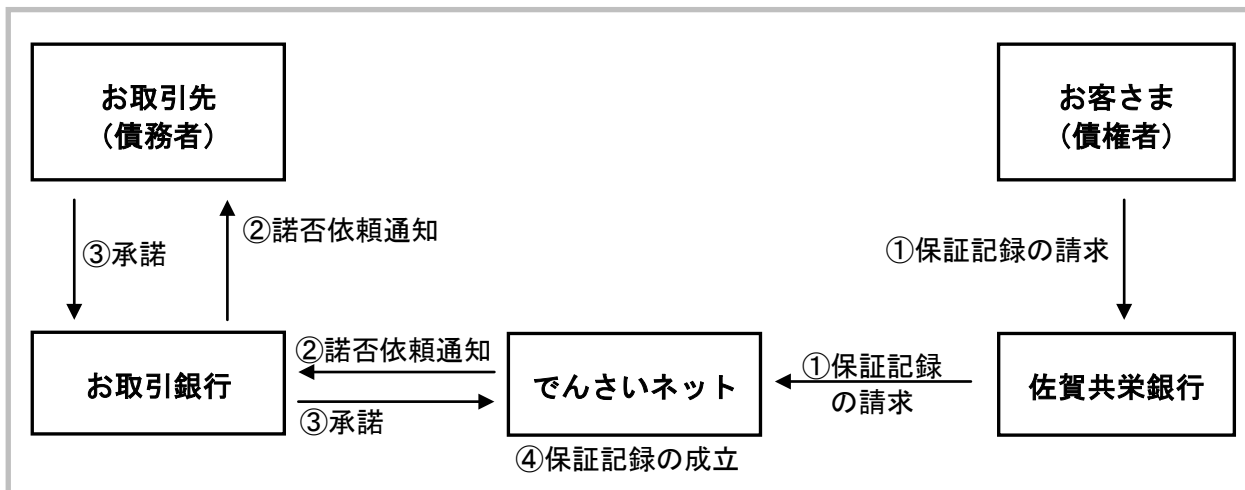 お取引先
（債務者）
お客さま
（債権者）
②諾否依頼通知
③承諾
①保証記録の請求
お取引銀行
②諾否依頼通知
③承諾
でんさいネット
④保証記録の成立
①保証記録
の請求
佐賀共栄銀行